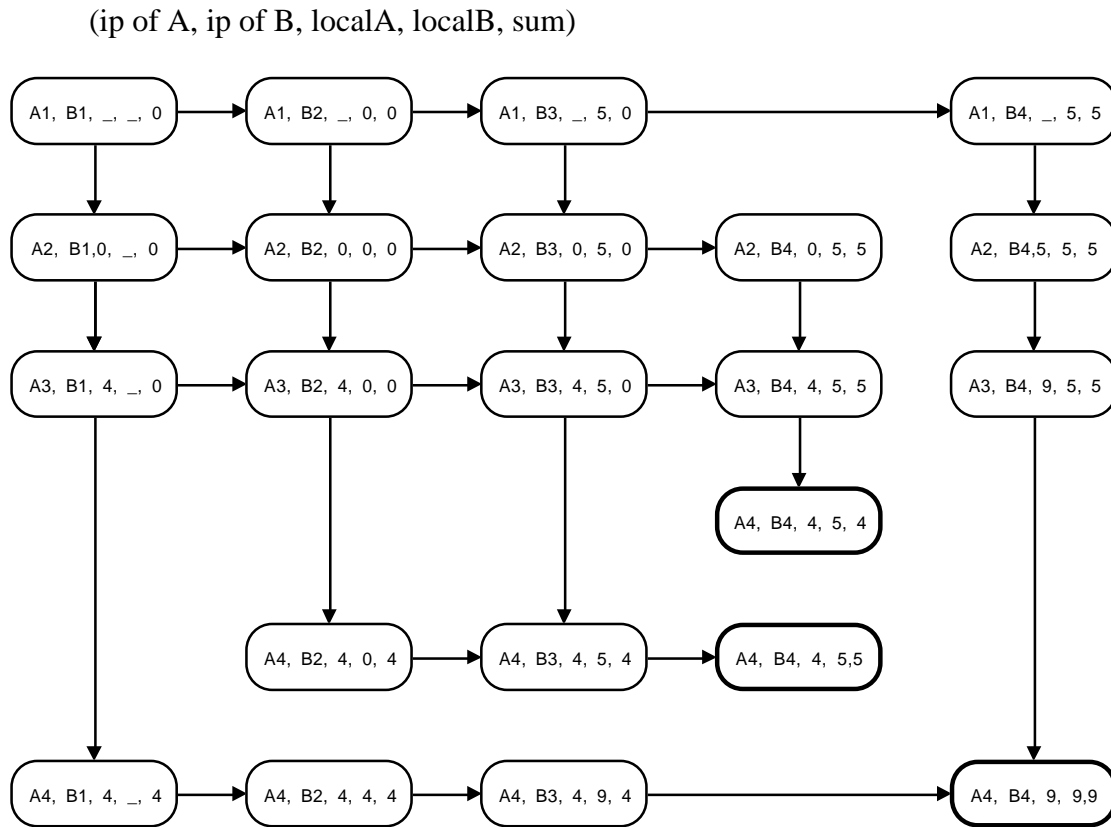 (ip of A, ip of B, localA, localB, sum)
A1, B1, _, _, 0
A1, B2, _, 0, 0
A1, B3, _, 5, 0
A1, B4, _, 5, 5
A2, B1,0, _, 0
A2, B2, 0, 0, 0
A2, B3, 0, 5, 0
A2, B4, 0, 5, 5
A2, B4,5, 5, 5
A3, B1, 4, _, 0
A3, B2, 4, 0, 0
A3, B3, 4, 5, 0
A3, B4, 4, 5, 5
A3, B4, 9, 5, 5
A4, B4, 4, 5, 4
A4, B2, 4, 0, 4
A4, B3, 4, 5, 4
A4, B4, 4, 5,5
A4, B1, 4, _, 4
A4, B2, 4, 4, 4
A4, B3, 4, 9, 4
A4, B4, 9, 9,9